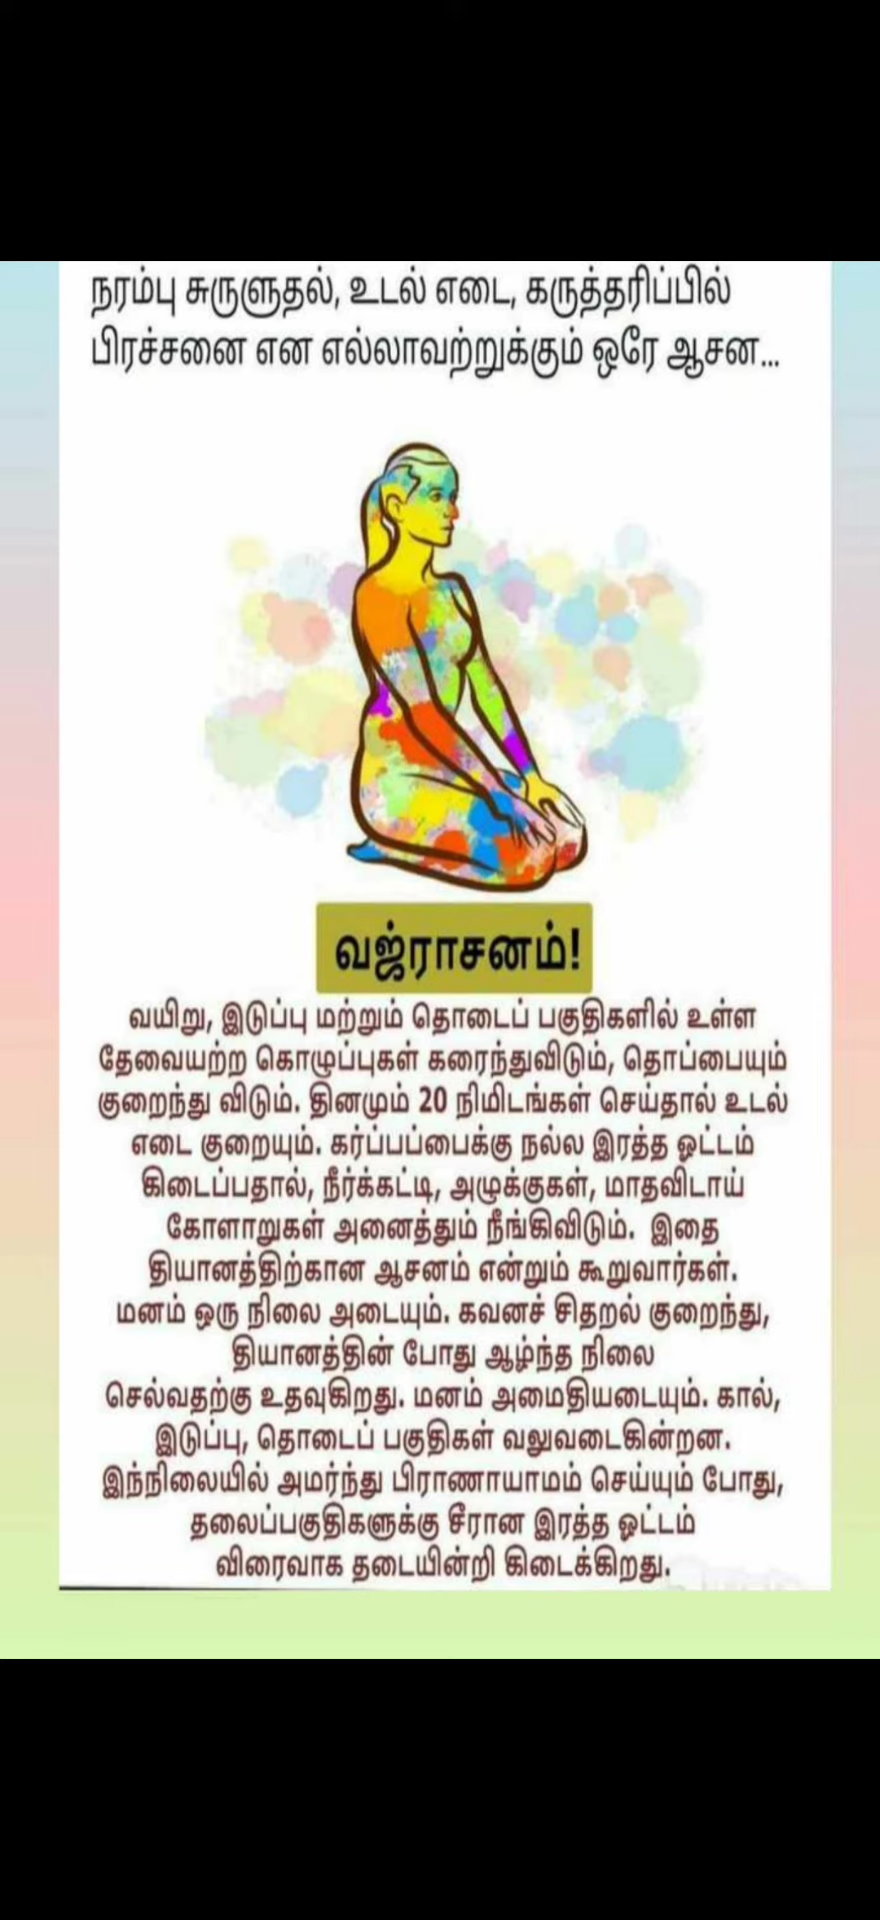 நரம்பு சுருளுதல், உடல் எடை, கருத்தரிப்பில்
பிரச்சனை என எல்லாவற்றுக்கும் ஒரே ஆசன...
வஜ்ராசனம்!
வயிறு, இடுப்பு மற்றும் தொடைப் பகுதிகளில் உள்ள
தேவையற்ற கொழுப்புகள் கரைந்துவிடும், தொப்பையும்
குறைந்து விடும். தினமும் 20 நிமிடங்கள் செய்தால் உடல்
எடை குறையும். கர்ப்பப்பைக்கு நல்ல இரத்த ஓட்டம்
கிடைப்பதால், நீர்க்கட்டி, அழுக்குகள், மாதவிடாய்
கோளாறுகள் அனைத்தும் நீங்கிவிடும். இதை
தியானத்திற்கான ஆசனம் என்றும் கூறுவார்கள்.
மனம் ஒரு நிலை அடையும். கவனச் சிதறல் குறைந்து,
தியானத்தின் போது ஆழ்ந்த நிலை
செல்வதற்கு உதவுகிறது. மனம் அமைதியடையும். கால்,
இடுப்பு, தொடைப் பகுதிகள் வலுவடைகின்றன.
இந்நிலையில் அமர்ந்து பிராணாயாமம் செய்யும் போது,
தலைப்பகுதிகளுக்கு சீரான இரத்த ஓட்டம்
விரைவாக தடையின்றி கிடைக்கிறது.